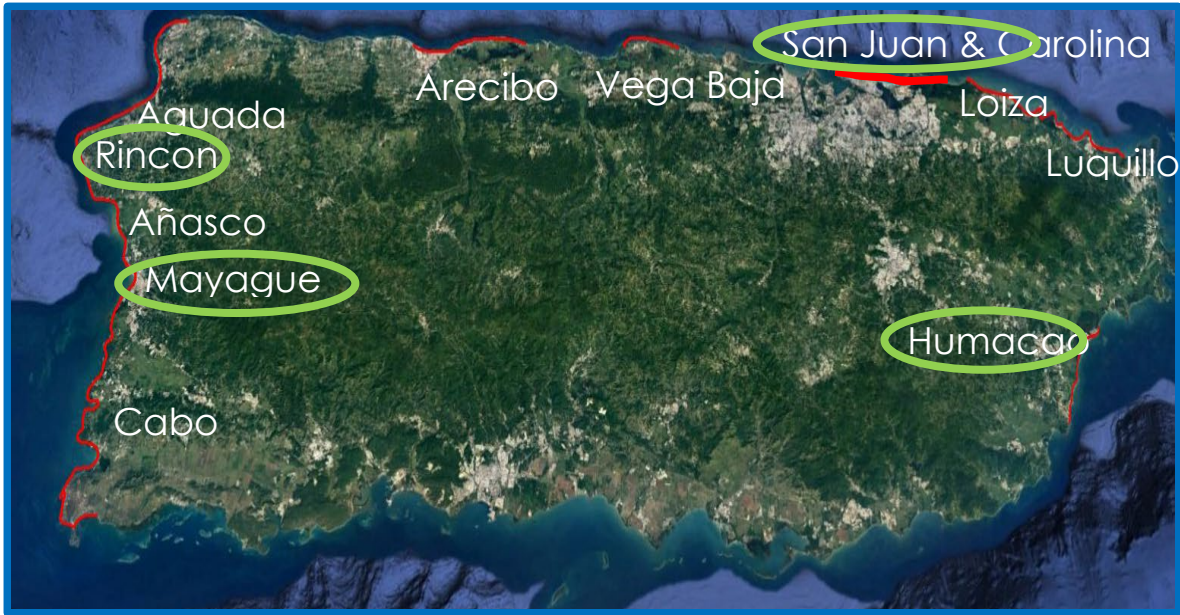 San Juan & Carolina
Arecibo
Vega Baja
Loiza
Aguada
Rincon
Luquillo
Añasco
Mayague
Humacao
Cabo